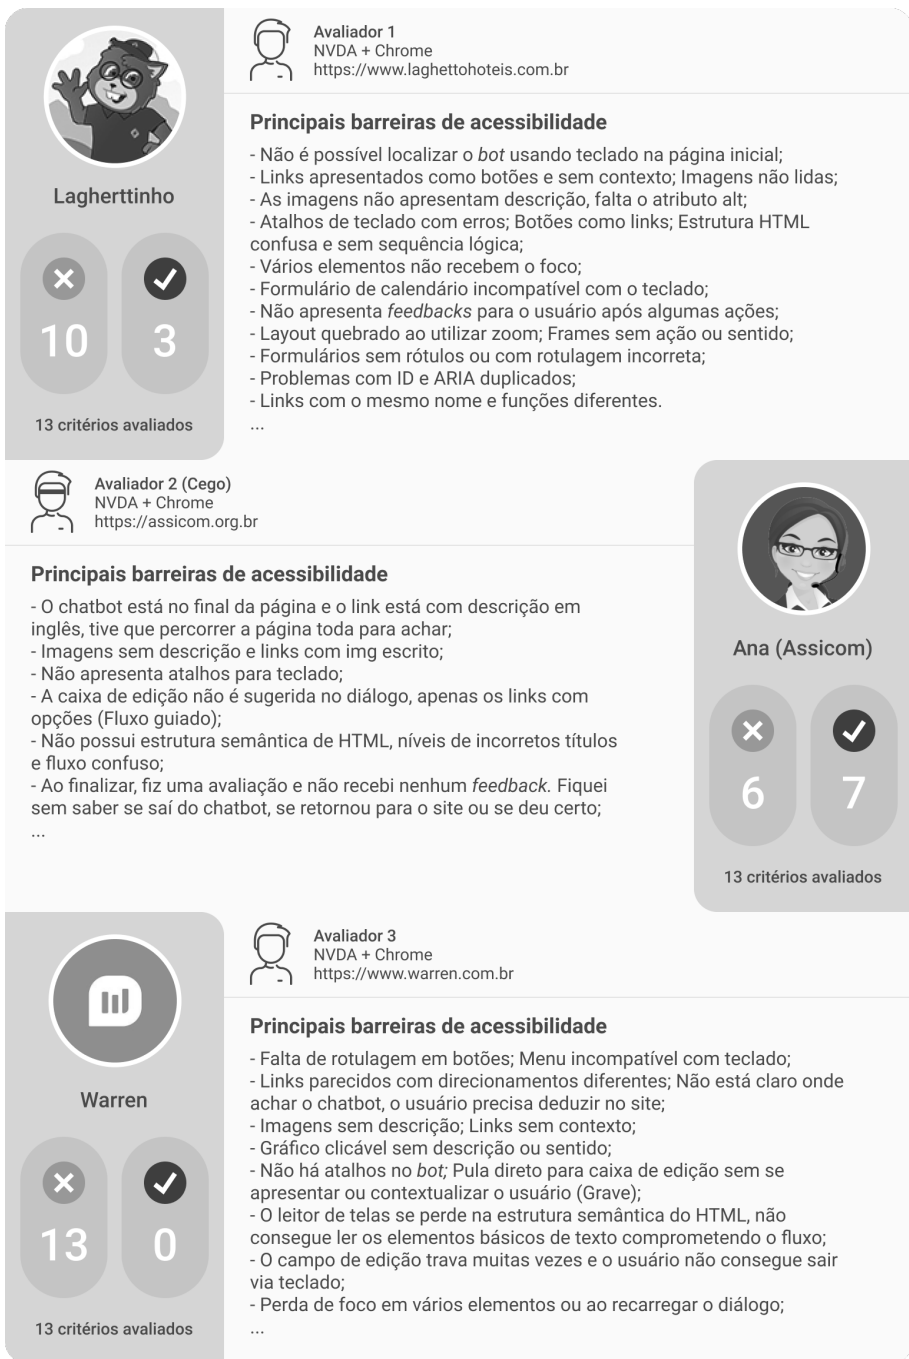 Avaliador 1
NVDA + Chrome
https://www.laghettohoteis.com.br
Lagherttinho
10
3
13 critérios avaliados
Principais barreiras de acessibilidade
- Não é possível localizar o bot usando teclado na página inicial;
- Links apresentados como botões e sem contexto; Imagens não lidas;
- As imagens não apresentam descrição, falta o atributo alt;
- Atalhos de teclado com erros; Botões como links; Estrutura HTML
confusa e sem sequência lógica;
- Vários elementos não recebem o foco;
- Formulário de calendário incompatível com o teclado;
- Não apresenta feedbacks para o usuário após algumas ações;
- Layout quebrado ao utilizar zoom; Frames sem ação ou sentido;
- Formulários sem rótulos ou com rotulagem incorreta;
- Problemas com ID e ARIA duplicados;
- Links com o mesmo nome e funções diferentes.
...
Avaliador 2 (Cego)
NVDA + Chrome
https://assicom.org.br
Principais barreiras de acessibilidade
- O chatbot está no final da página e o link está com descrição em
inglês, tive que percorrer a página toda para achar;
- Imagens sem descrição e links com img escrito;
- Não apresenta atalhos para teclado;
- A caixa de edição não é sugerida no diálogo, apenas os links com
opções (Fluxo guiado);
- Não possui estrutura semântica de HTML, níveis de incorretos títulos
e fluxo confuso;
- Ao finalizar, fiz uma avaliação e não recebi nenhum feedback. Fiquei
sem saber se saí do chatbot, se retornou para o site ou se deu certo;
...
Ana (Assicom)
6
7
13 critérios avaliados
Avaliador 3
NVDA + Chrome
https://www.warren.com.br
Warren
13
0
13 critérios avaliados
Principais barreiras de acessibilidade
- Falta de rotulagem em botões; Menu incompatível com teclado;
- Links parecidos com direcionamentos diferentes; Não está claro onde
achar o chatbot, o usuário precisa deduzir no site;
- Imagens sem descrição; Links sem contexto;
- Gráfico clicável sem descrição ou sentido;
- Não há atalhos no bot; Pula direto para caixa de edição sem se
apresentar ou contextualizar o usuário (Grave);
- O leitor de telas se perde na estrutura semântica do HTML, não
consegue ler os elementos básicos de texto comprometendo o fluxo;
- O campo de edição trava muitas vezes e o usuário não consegue sair
via teclado;
- Perda de foco em vários elementos ou ao recarregar o diálogo;
...